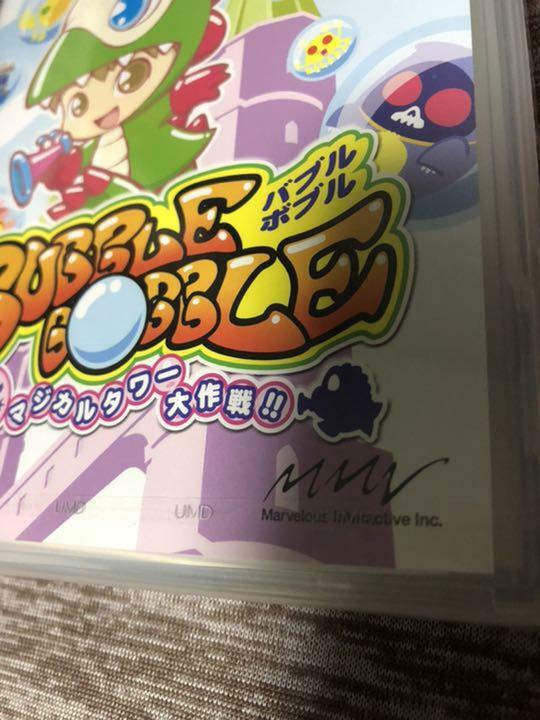 バブル
ボブル
BUBBLE
BOBBLE
マジカルタワー
大作戦!!
UMD UMD
Marvelous Interactive Inc.